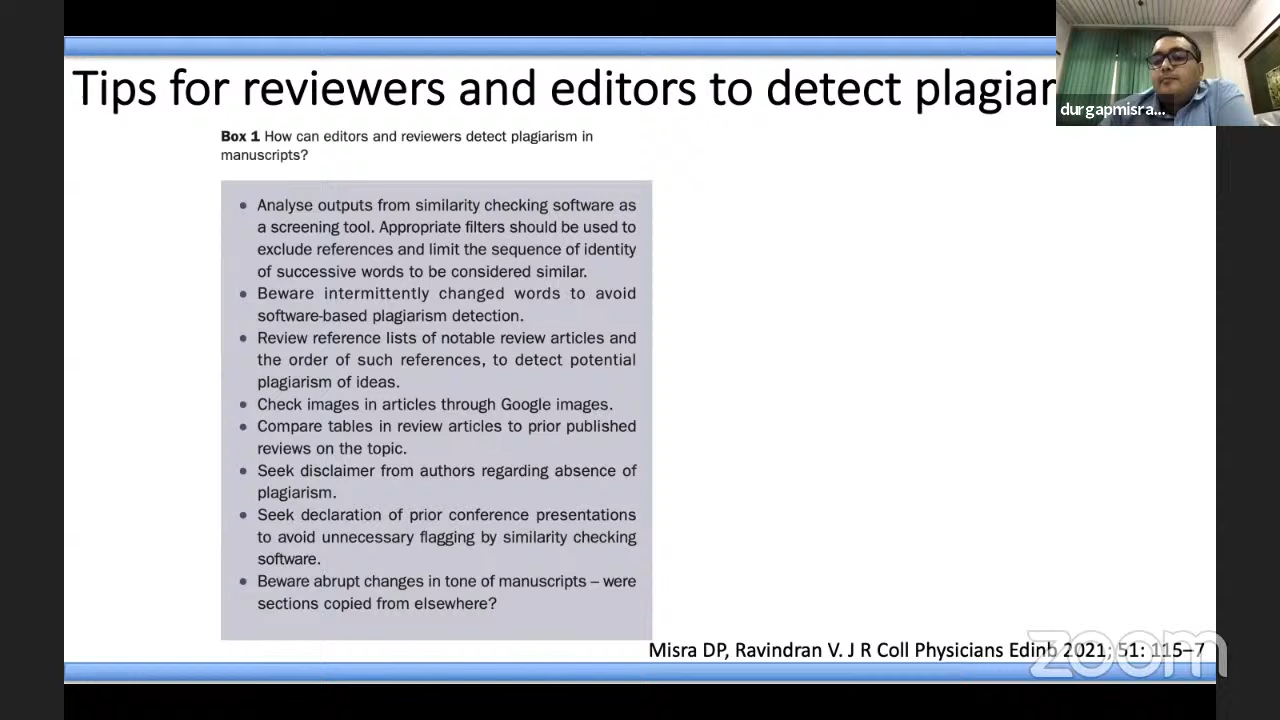 Tips for reviewers and editors to detect plagiar
durgapmisra...
Box 1 How can editors and reviewers detect plagiarism in
manuscripts?
• Analyse outputs from similarity checking software as
a screening tool. Appropriate filters should be used to
exclude references and limit the sequence of identity
of successive words to be considered similar.
• Beware intermittently changed words to avoid
software-based plagiarism detection.
• Review reference lists of notable review articles and
the order of such references, to detect potential
plagiarism of ideas.
• Check images in articles through Google images.
• Compare tables in review articles to prior published
reviews on the topic.
• Seek disclaimer from authors regarding absence of
plagiarism.
• Seek declaration of prior conference presentations
to avoid unnecessary flagging by similarity checking
software.
• Beware abrupt changes in tone of manuscripts – were
sections copied from elsewhere?
Misra DP, Ravindran V. J R Coll Physicians Edinb 2021; 51: 115–7
zoom